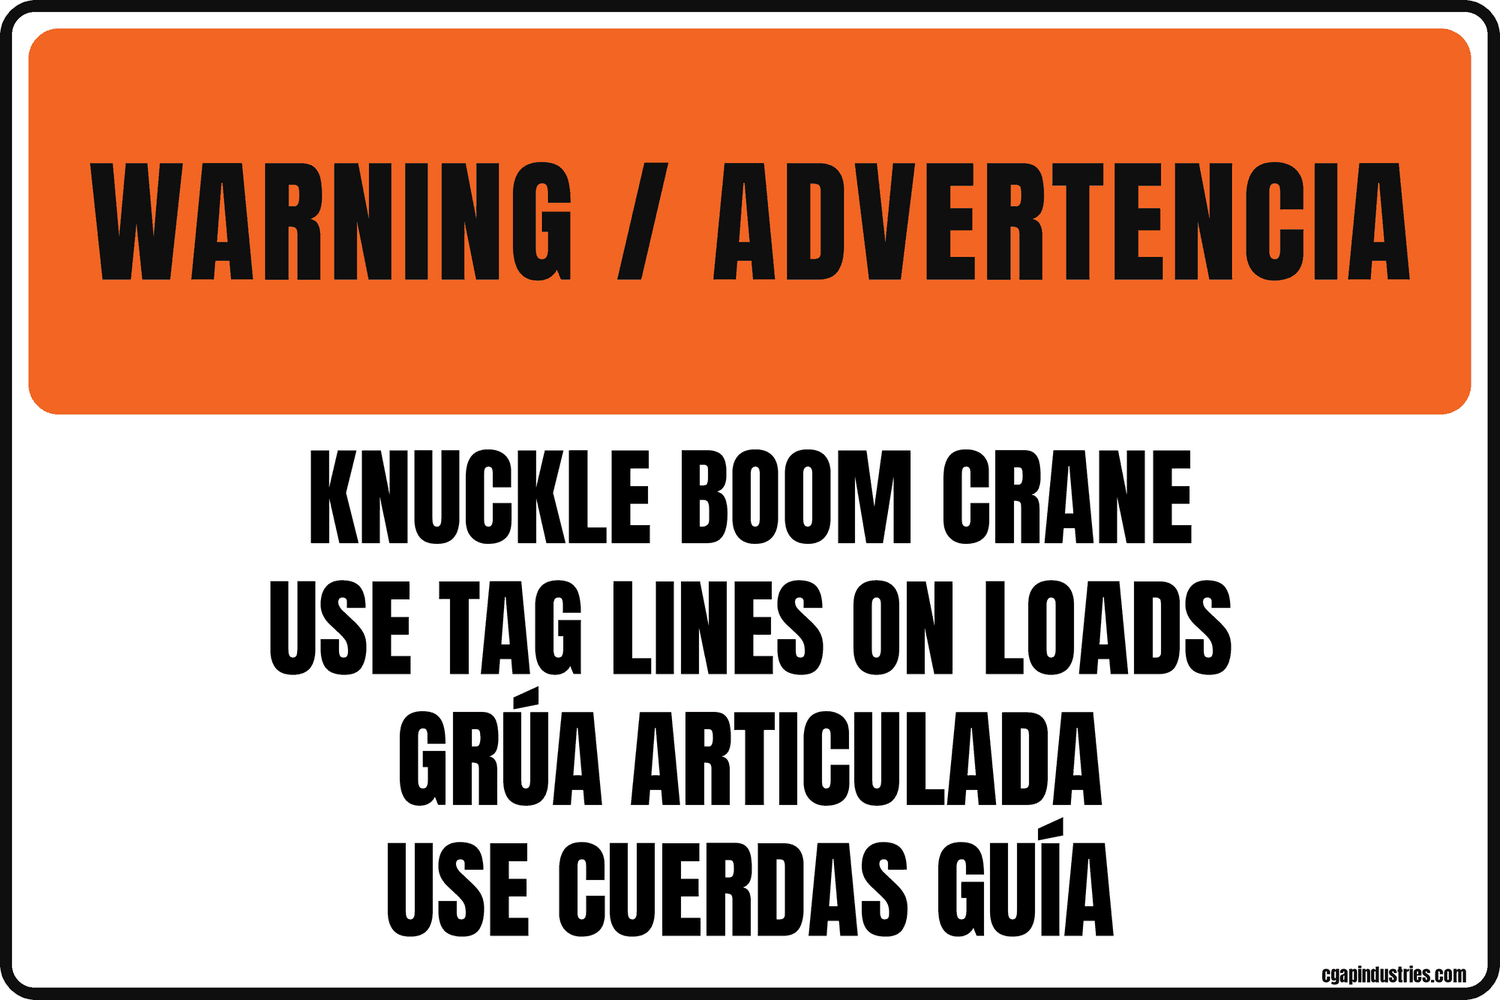 WARNING / ADVERTENCIA
KNUCKLE BOOM CRANE
USE TAG LINES ON LOADS
GRÚA ARTICULADA
USE CUERDAS GUÍA
cgapindustries.com